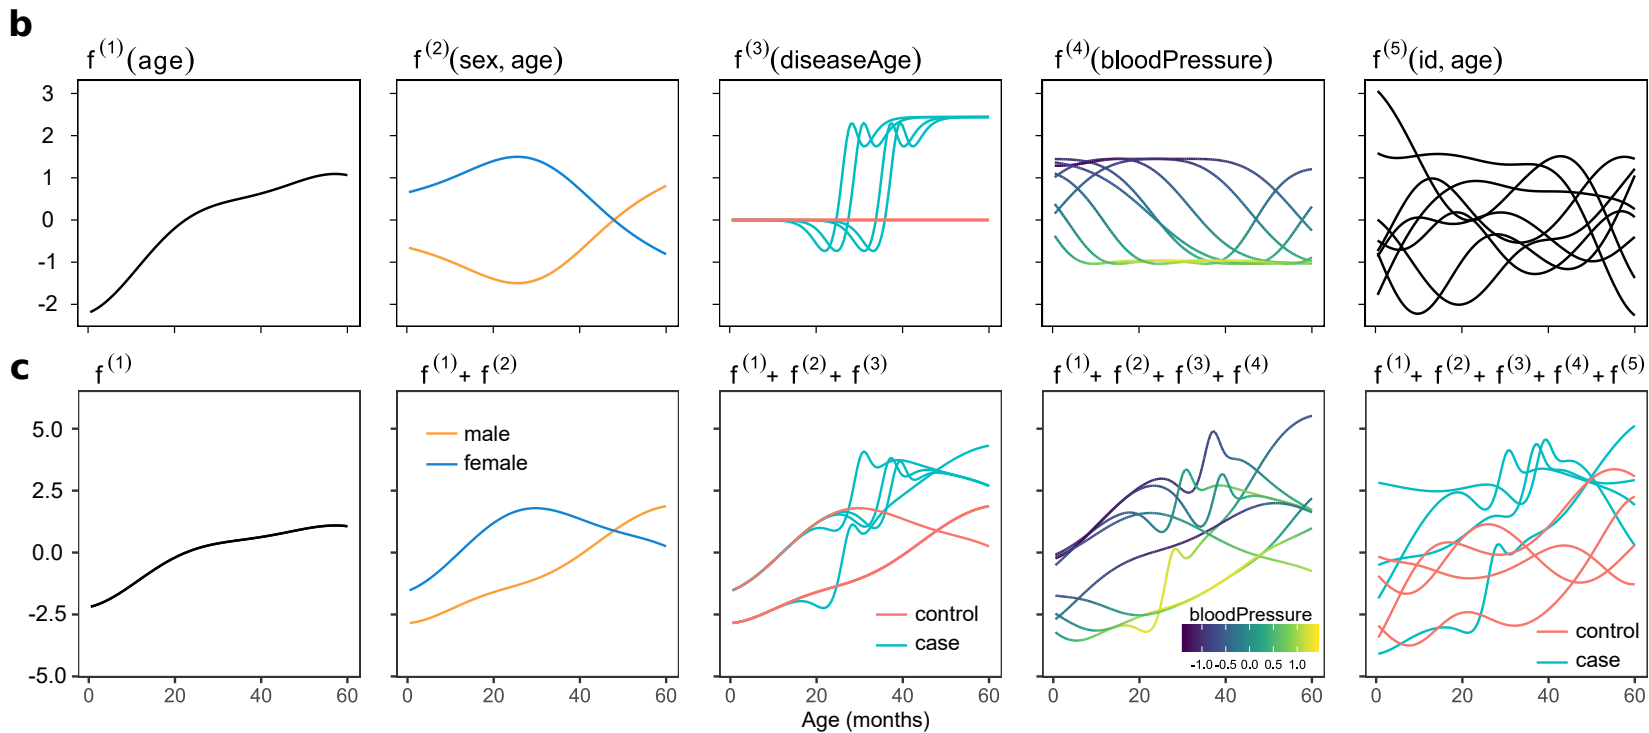 b
f(1)(age)
f(2)(sex, age)
f(3)(diseaseAge)
f(4)(bloodPressure)
f(5)(id, age)
3
2
1
0
-1
-2
c
f(1)
f(1)+ f(2)
f(1)+ f(2)+ f(3)
f(1)+ f(2)+ f(3)+ f(4)
f(1)+ f(2)+ f(3)+ f(4)+ f(5)
5.0
2.5
0.0
-2.5
-5.0
male
female
control
case
bloodPressure
-1.0 -0.5 0.0 0.5 1.0
control
case
0 20 40 60
0 20 40 60
0 20 40 60
0 20 40 60
0 20 40 60
Age (months)